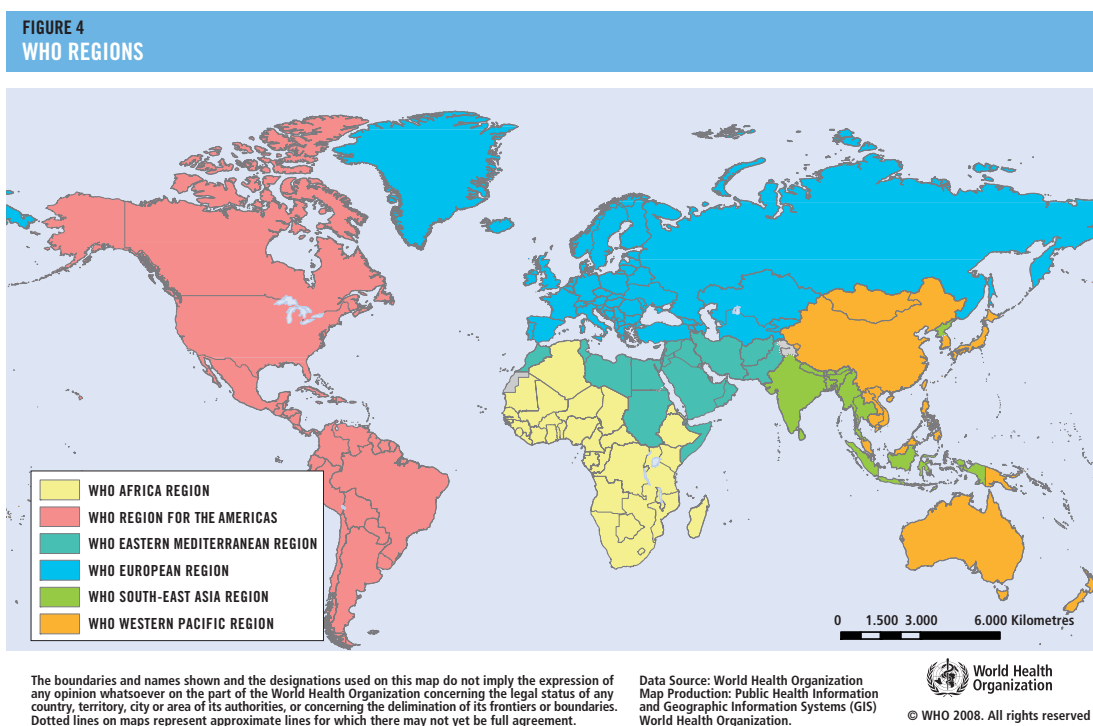 FIGURE 4
WHO REGIONS
WHO AFRICA REGION
WHO REGION FOR THE AMERICAS
WHO EASTERN MEDITERRANEAN REGION
WHO EUROPEAN REGION
WHO SOUTH-EAST ASIA REGION
WHO WESTERN PACIFIC REGION
0 1.500 3.000 6.000 Kilometres
The boundaries and names shown and the designations used on this map do not imply the expression of
any opinion whatsoever on the part of the World Health Organization concerning the legal status of any
country, territory, city or area of its authorities, or concerning the delimination of its frontiers or boundaries.
Dotted lines on maps represent approximate lines for which there may not yet be full agreement.
Data Source: World Health Organization
Map Production: Public Health Information
and Geographic Information Systems (GIS)
World Health Organization.
World Health
Organization
© WHO 2008. All rights reserved